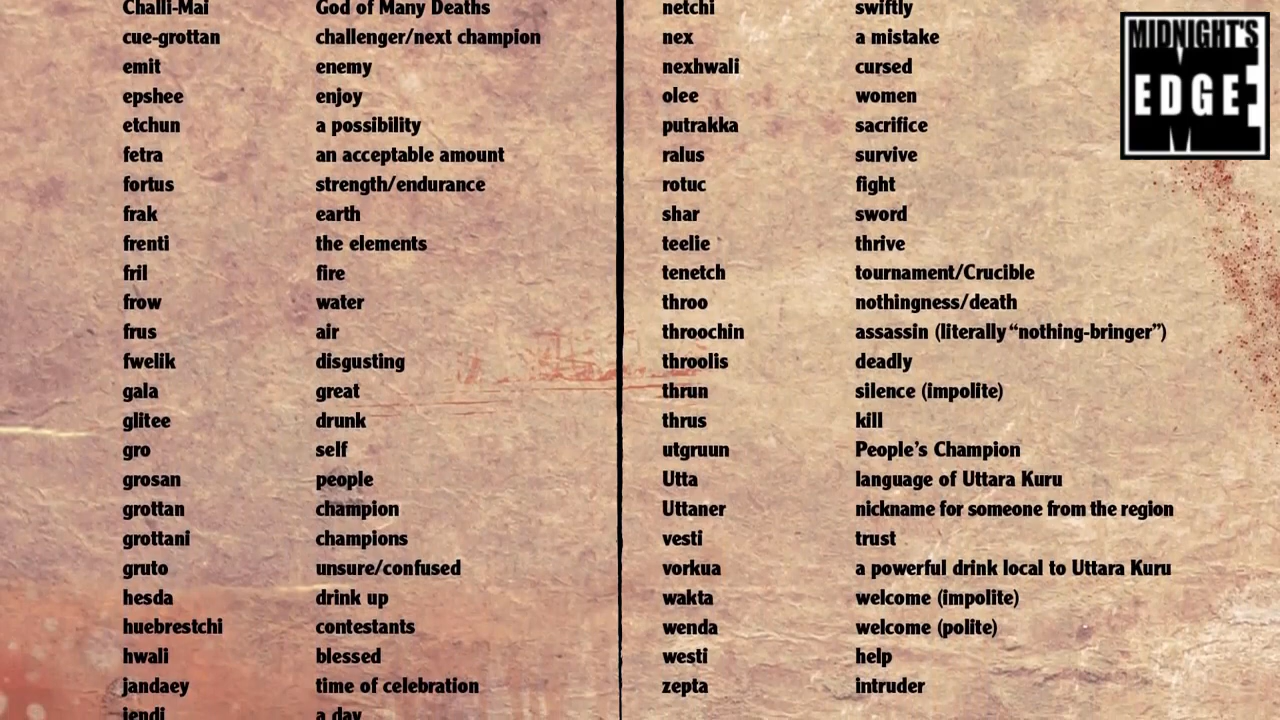 Challi-Mai God of Many Deaths
cue-grottan challenger/next champion
emit enemy
epshee enjoy
etchun a possibility
fetra an acceptable amount
fortus strength/endurance
frak earth
frenti the elements
fril fire
frow water
frus air
fwelik disgusting
gala great
glitee drunk
gro self
grosan people
grottan champion
grottani champions
gruto unsure/confused
hesda drink up
huebrestchi contestants
hwali blessed
jandaey time of celebration
jendi a day
netchi swiftly
nex a mistake
nexhwali cursed
olee women
putrakka sacrifice
ralus survive
rotuc fight
shar sword
teelie thrive
tenetch tournament/Crucible
throo nothingness/death
throochin assassin (literally “nothing-bringer”)
throolis deadly
thrun silence (impolite)
thrus kill
utgruun People’s Champion
Utta language of Uttara Kuru
Uttaner nickname for someone from the region
vesti trust
vorkua a powerful drink local to Uttara Kuru
wakta welcome (impolite)
wenda welcome (polite)
westi help
zepta intruder
MIDNIGHT'S
EDGE